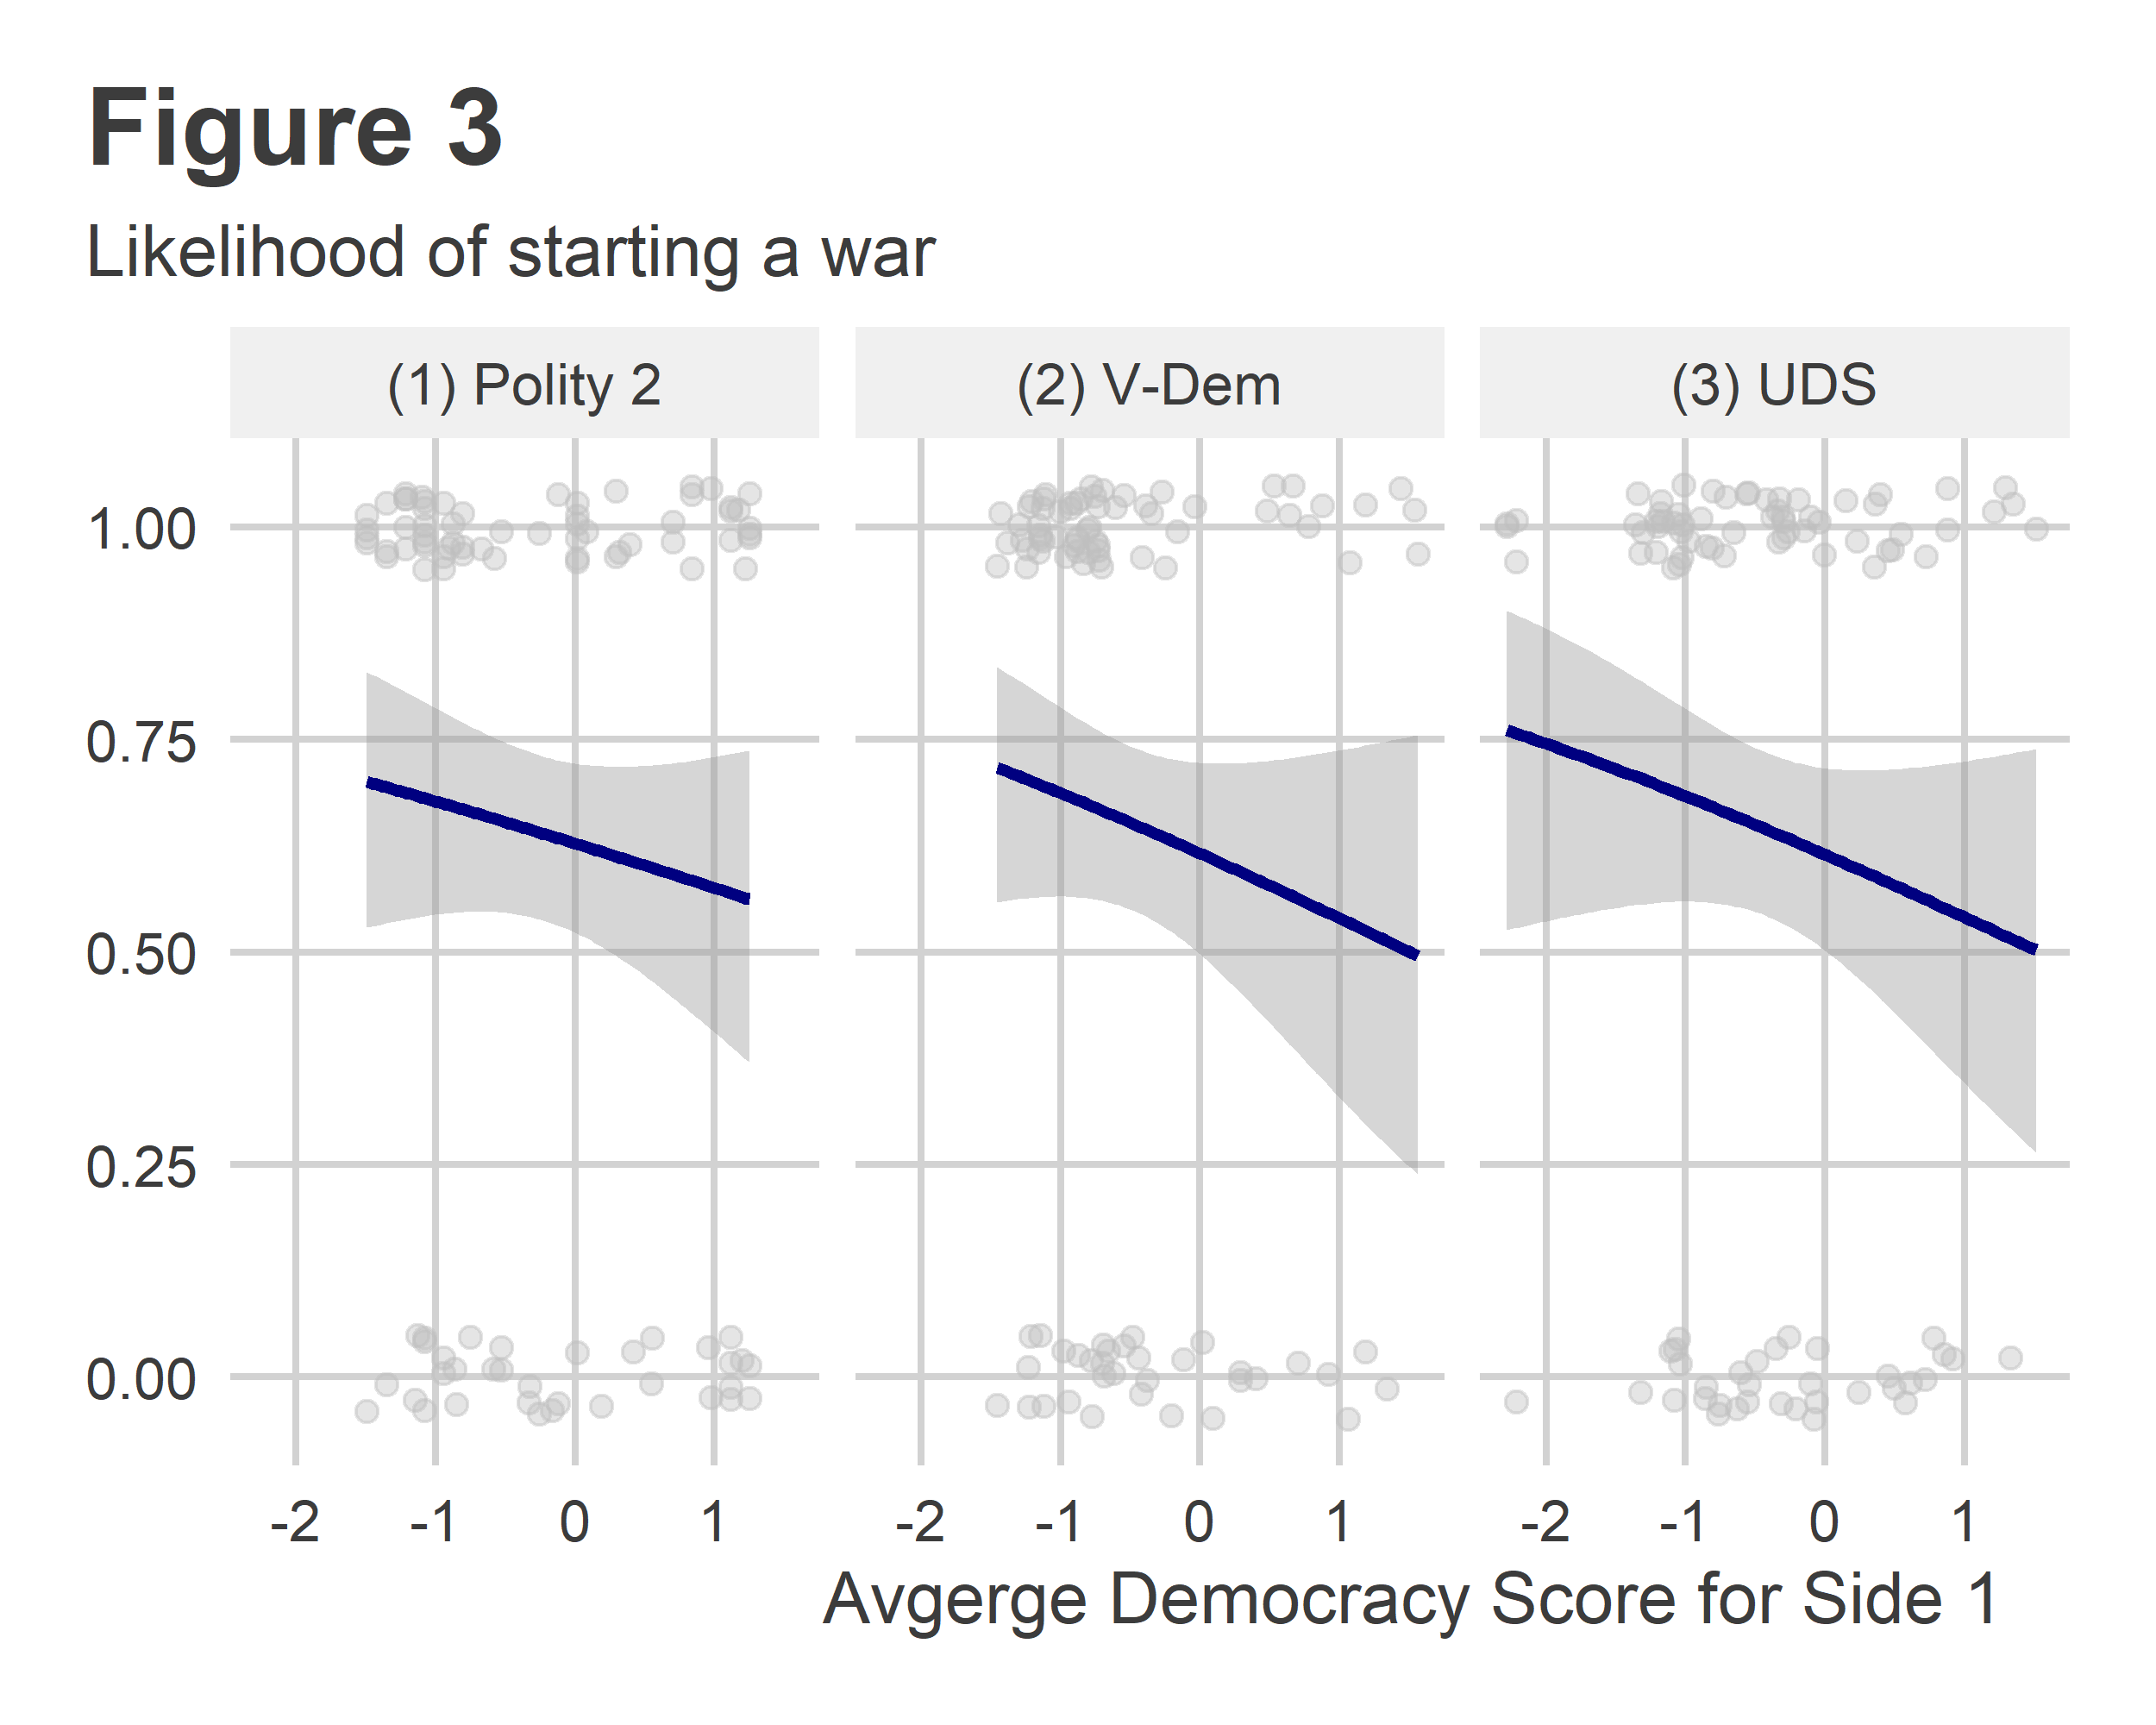 Figure 3
Likelihood of starting a war
(1) Polity 2
(2) V-Dem
(3) UDS
1.00
0.75
0.50
0.25
0.00
-2 -1 0 1
-2 -1 0 1
-2 -1 0 1
Avgerge Democracy Score for Side 1